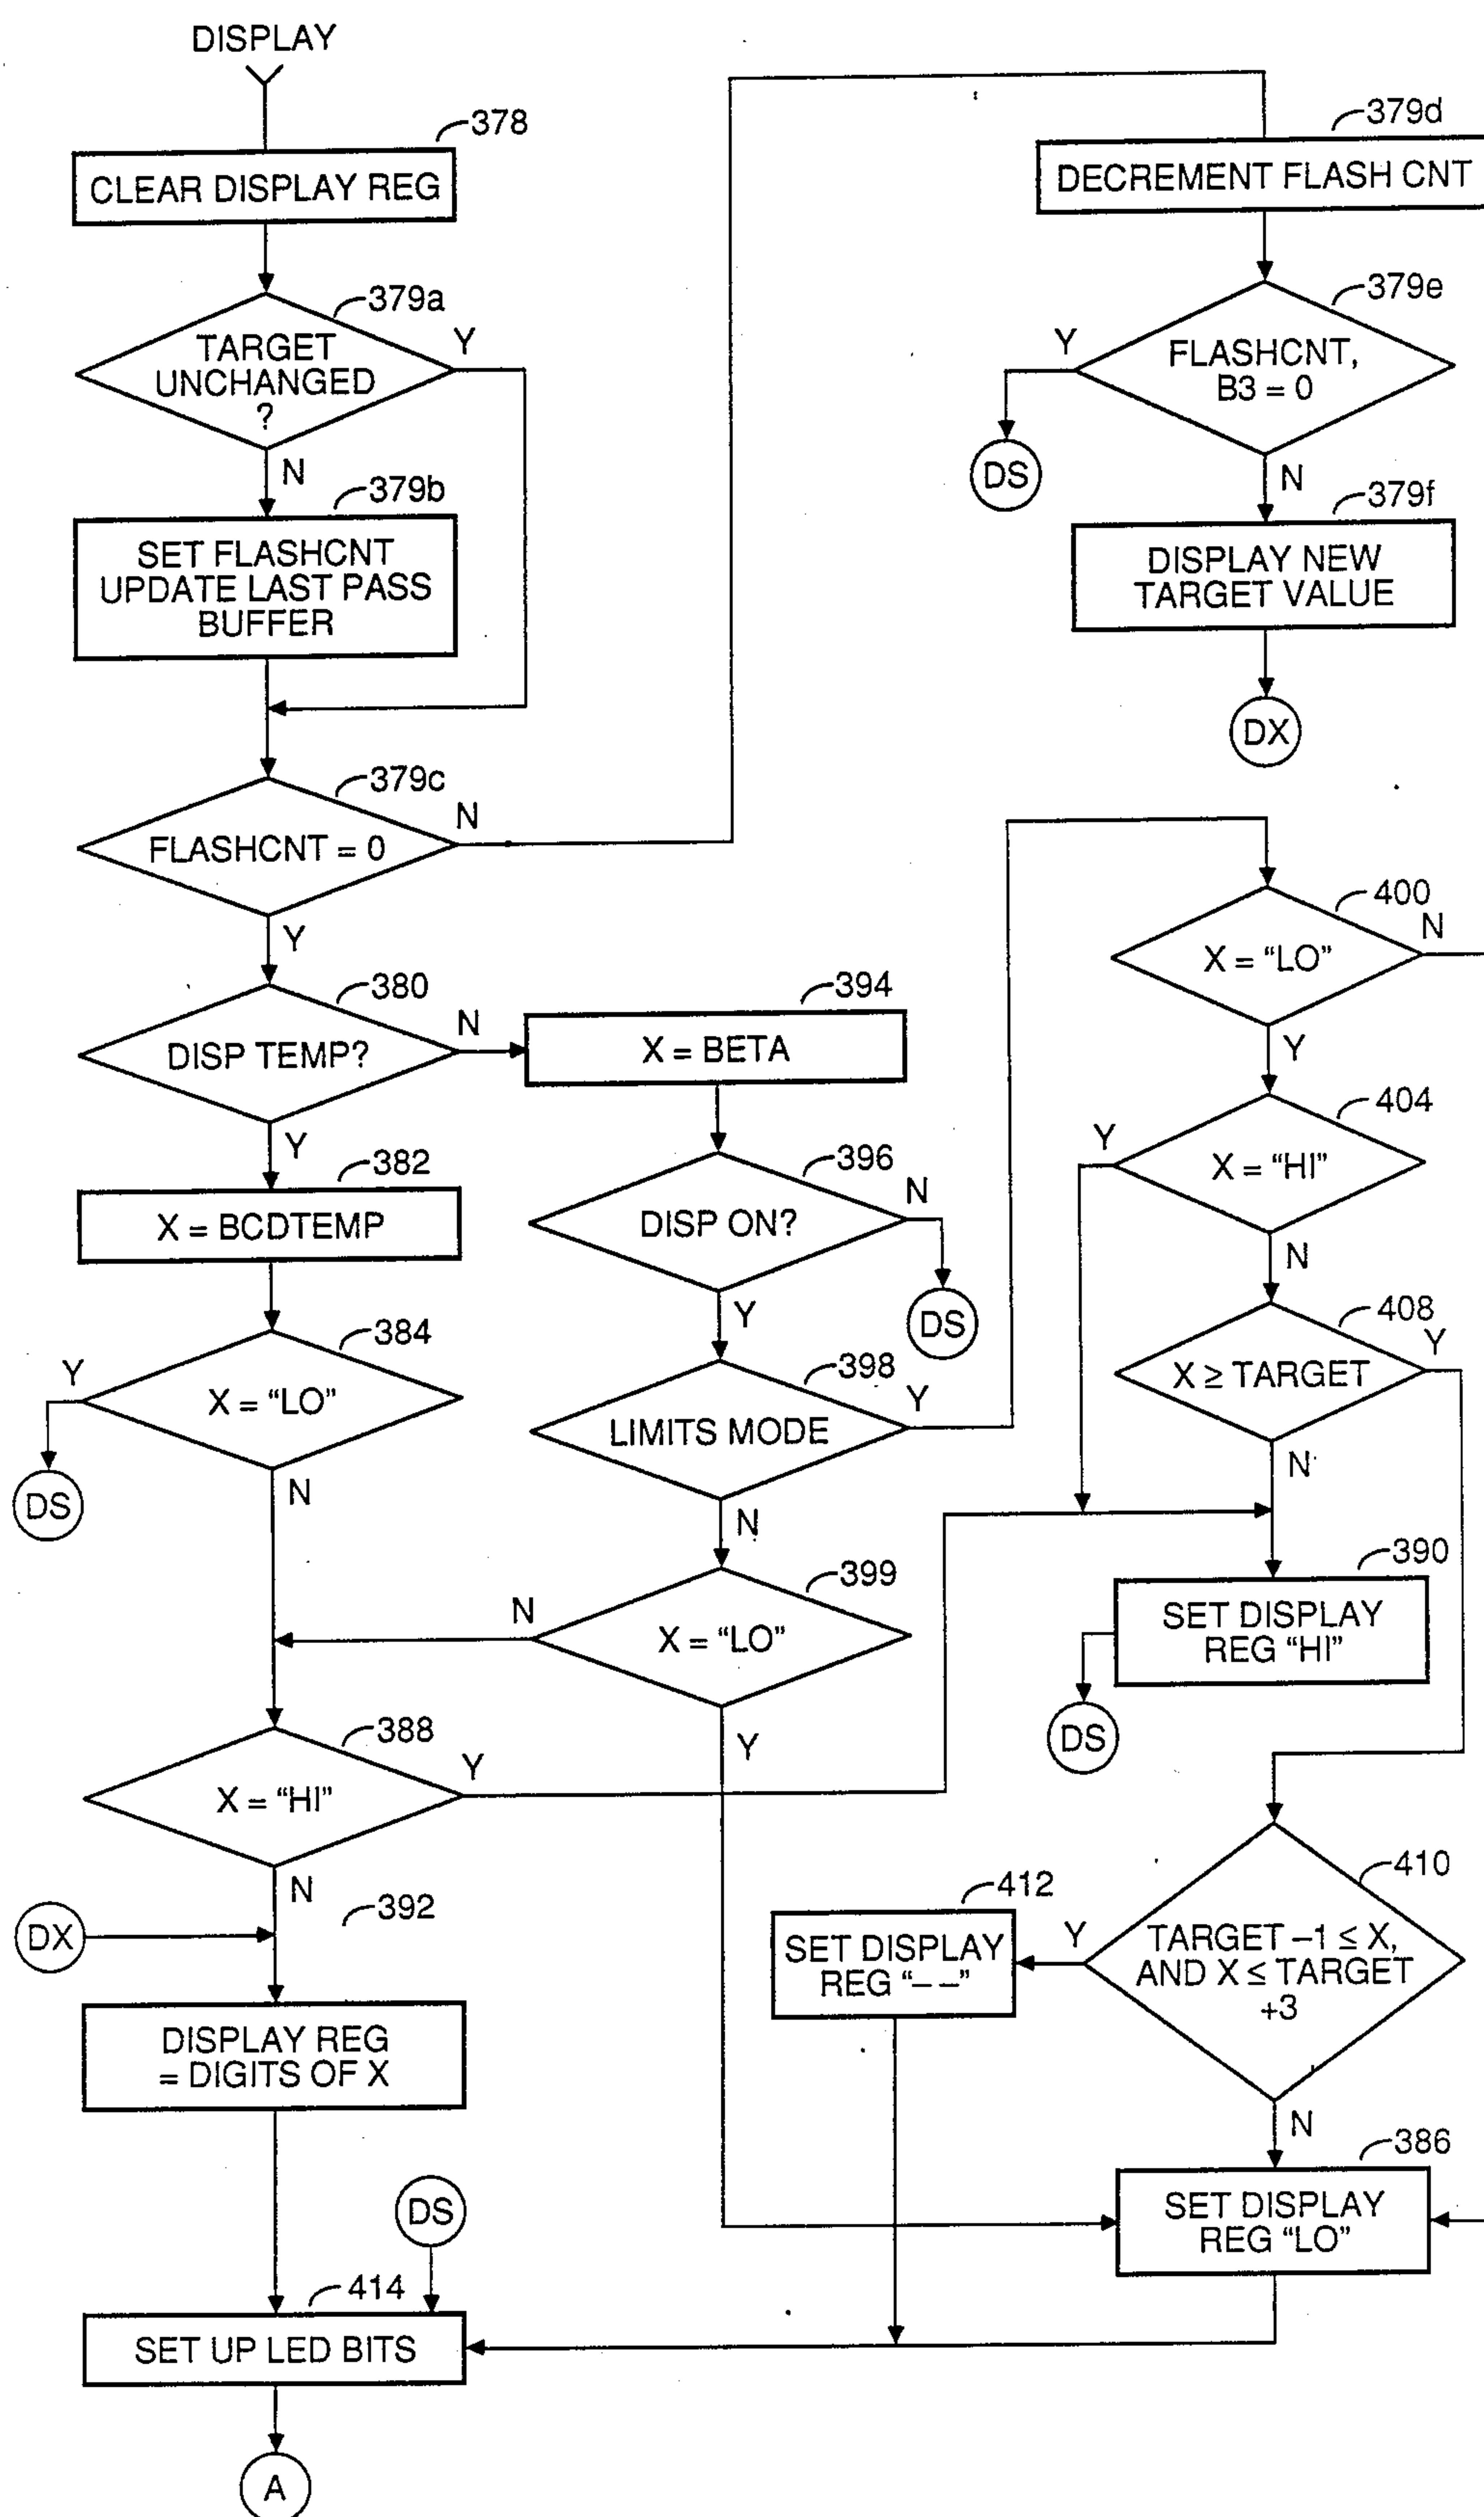 DISPLAY
378
CLEAR DISPLAY REG
379a
TARGET
UNCHANGED
?
Y
N
379b
SET FLASHCNT
UPDATE LAST PASS
BUFFER
379c
FLASHCNT = 0
N
Y
380
DISP TEMP?
N
Y
382
X = BCDTEMP
384
X = “LO”
Y
DS
N
388
X = “HI”
Y
N
392
DX
DISPLAY REG
= DIGITS OF X
DS
414
SET UP LED BITS
A
394
X = BETA
396
DISP ON?
N
DS
Y
398
LIMITS MODE
Y
N
399
X = “LO”
N
Y
379d
DECREMENT FLASH CNT
379e
FLASHCNT,
B3 = 0
Y
DS
N
379f
DISPLAY NEW
TARGET VALUE
DX
400
X = “LO”
N
Y
404
X = “HI”
Y
N
408
X ≥ TARGET
Y
N
390
SET DISPLAY
REG “HI”
DS
410
TARGET –1 ≤ X,
AND X ≤ TARGET
+3
Y
N
412
SET DISPLAY
REG “– –”
386
SET DISPLAY
REG “LO”